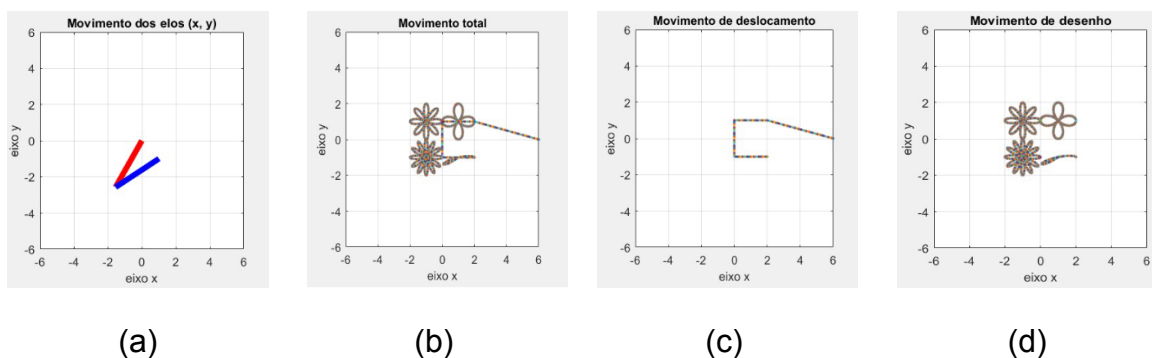 Movimento dos elos (x, y)
6
4
2
0
-2
-4
-6
eixo y
-6 -4 -2 0 2 4 6
eixo x
(a)
Movimento total
6
4
2
0
-2
-4
-6
eixo y
-6 -4 -2 0 2 4 6
eixo x
(b)
Movimento de deslocamento
6
4
2
0
-2
-4
-6
eixo y
-6 -4 -2 0 2 4 6
eixo x
(c)
Movimento de desenho
6
4
2
0
-2
-4
-6
eixo y
-6 -4 -2 0 2 4 6
eixo x
(d)